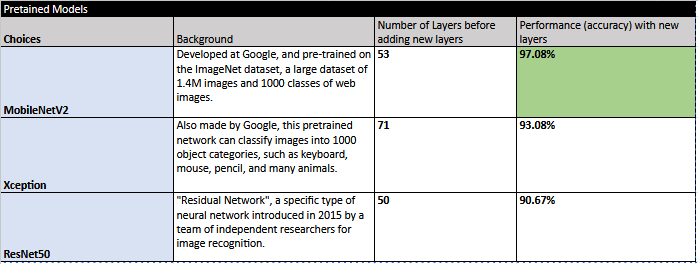 Pretained Models
Choices
Background
Number of Layers before
adding new layers
Performance (accuracy) with new
layers
MobileNetV2
Developed at Google, and pre-trained on
the ImageNet dataset, a large dataset of
1.4M images and 1000 classes of web
images.
53
97.08%
Xception
Also made by Google, this pretrained
network can classify images into 1000
object categories, such as keyboard,
mouse, pencil, and many animals.
71
93.08%
ResNet50
"Residual Network", a specific type of
neural network introduced in 2015 by a
team of independent researchers for
image recognition.
50
90.67%